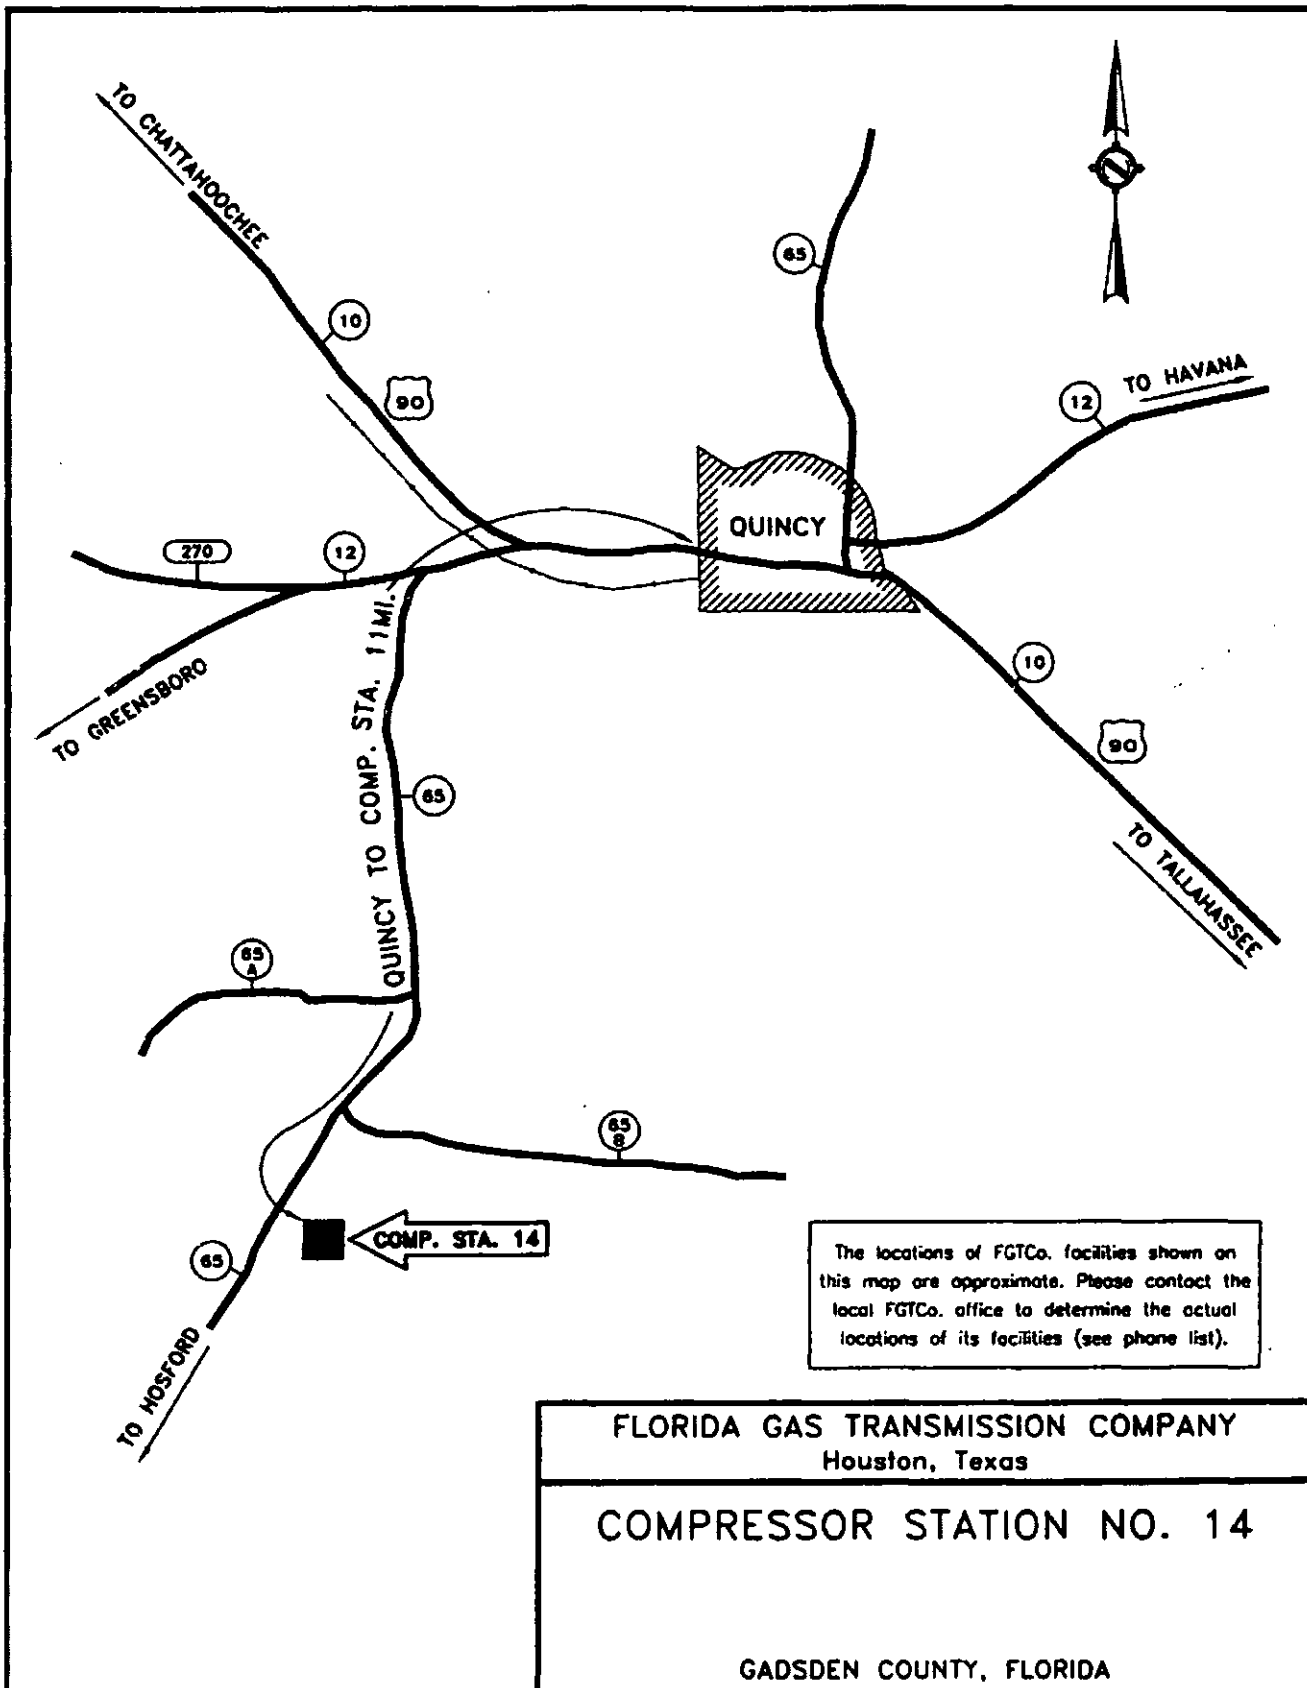 TO CHATTAHOOCHEE
10
90
65
TO HAVANA
12
QUINCY
270
12
TO GREENSBORO
QUINCY TO COMP. STA. 11MI.
65
10
90
TO TALLAHASSEE
65
A
65
B
COMP. STA. 14
65
TO HOSFORD
The locations of FGTCo. facilities shown on
this map are approximate. Please contact the
local FGTCo. office to determine the actual
locations of its facilities (see phone list).
FLORIDA GAS TRANSMISSION COMPANY
Houston, Texas
COMPRESSOR STATION NO. 14
GADSDEN COUNTY, FLORIDA